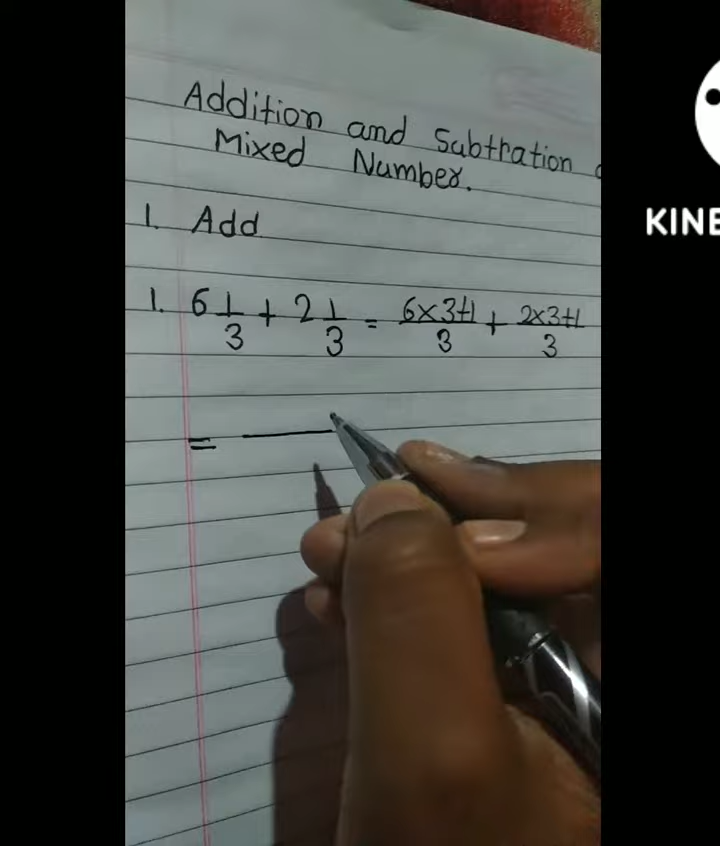 Addition and Subtration
Mixed Number.
1. Add
1. 6 1/3 + 2 1/3 = 6×3+1/3 + 2×3+1/3
=
KINE